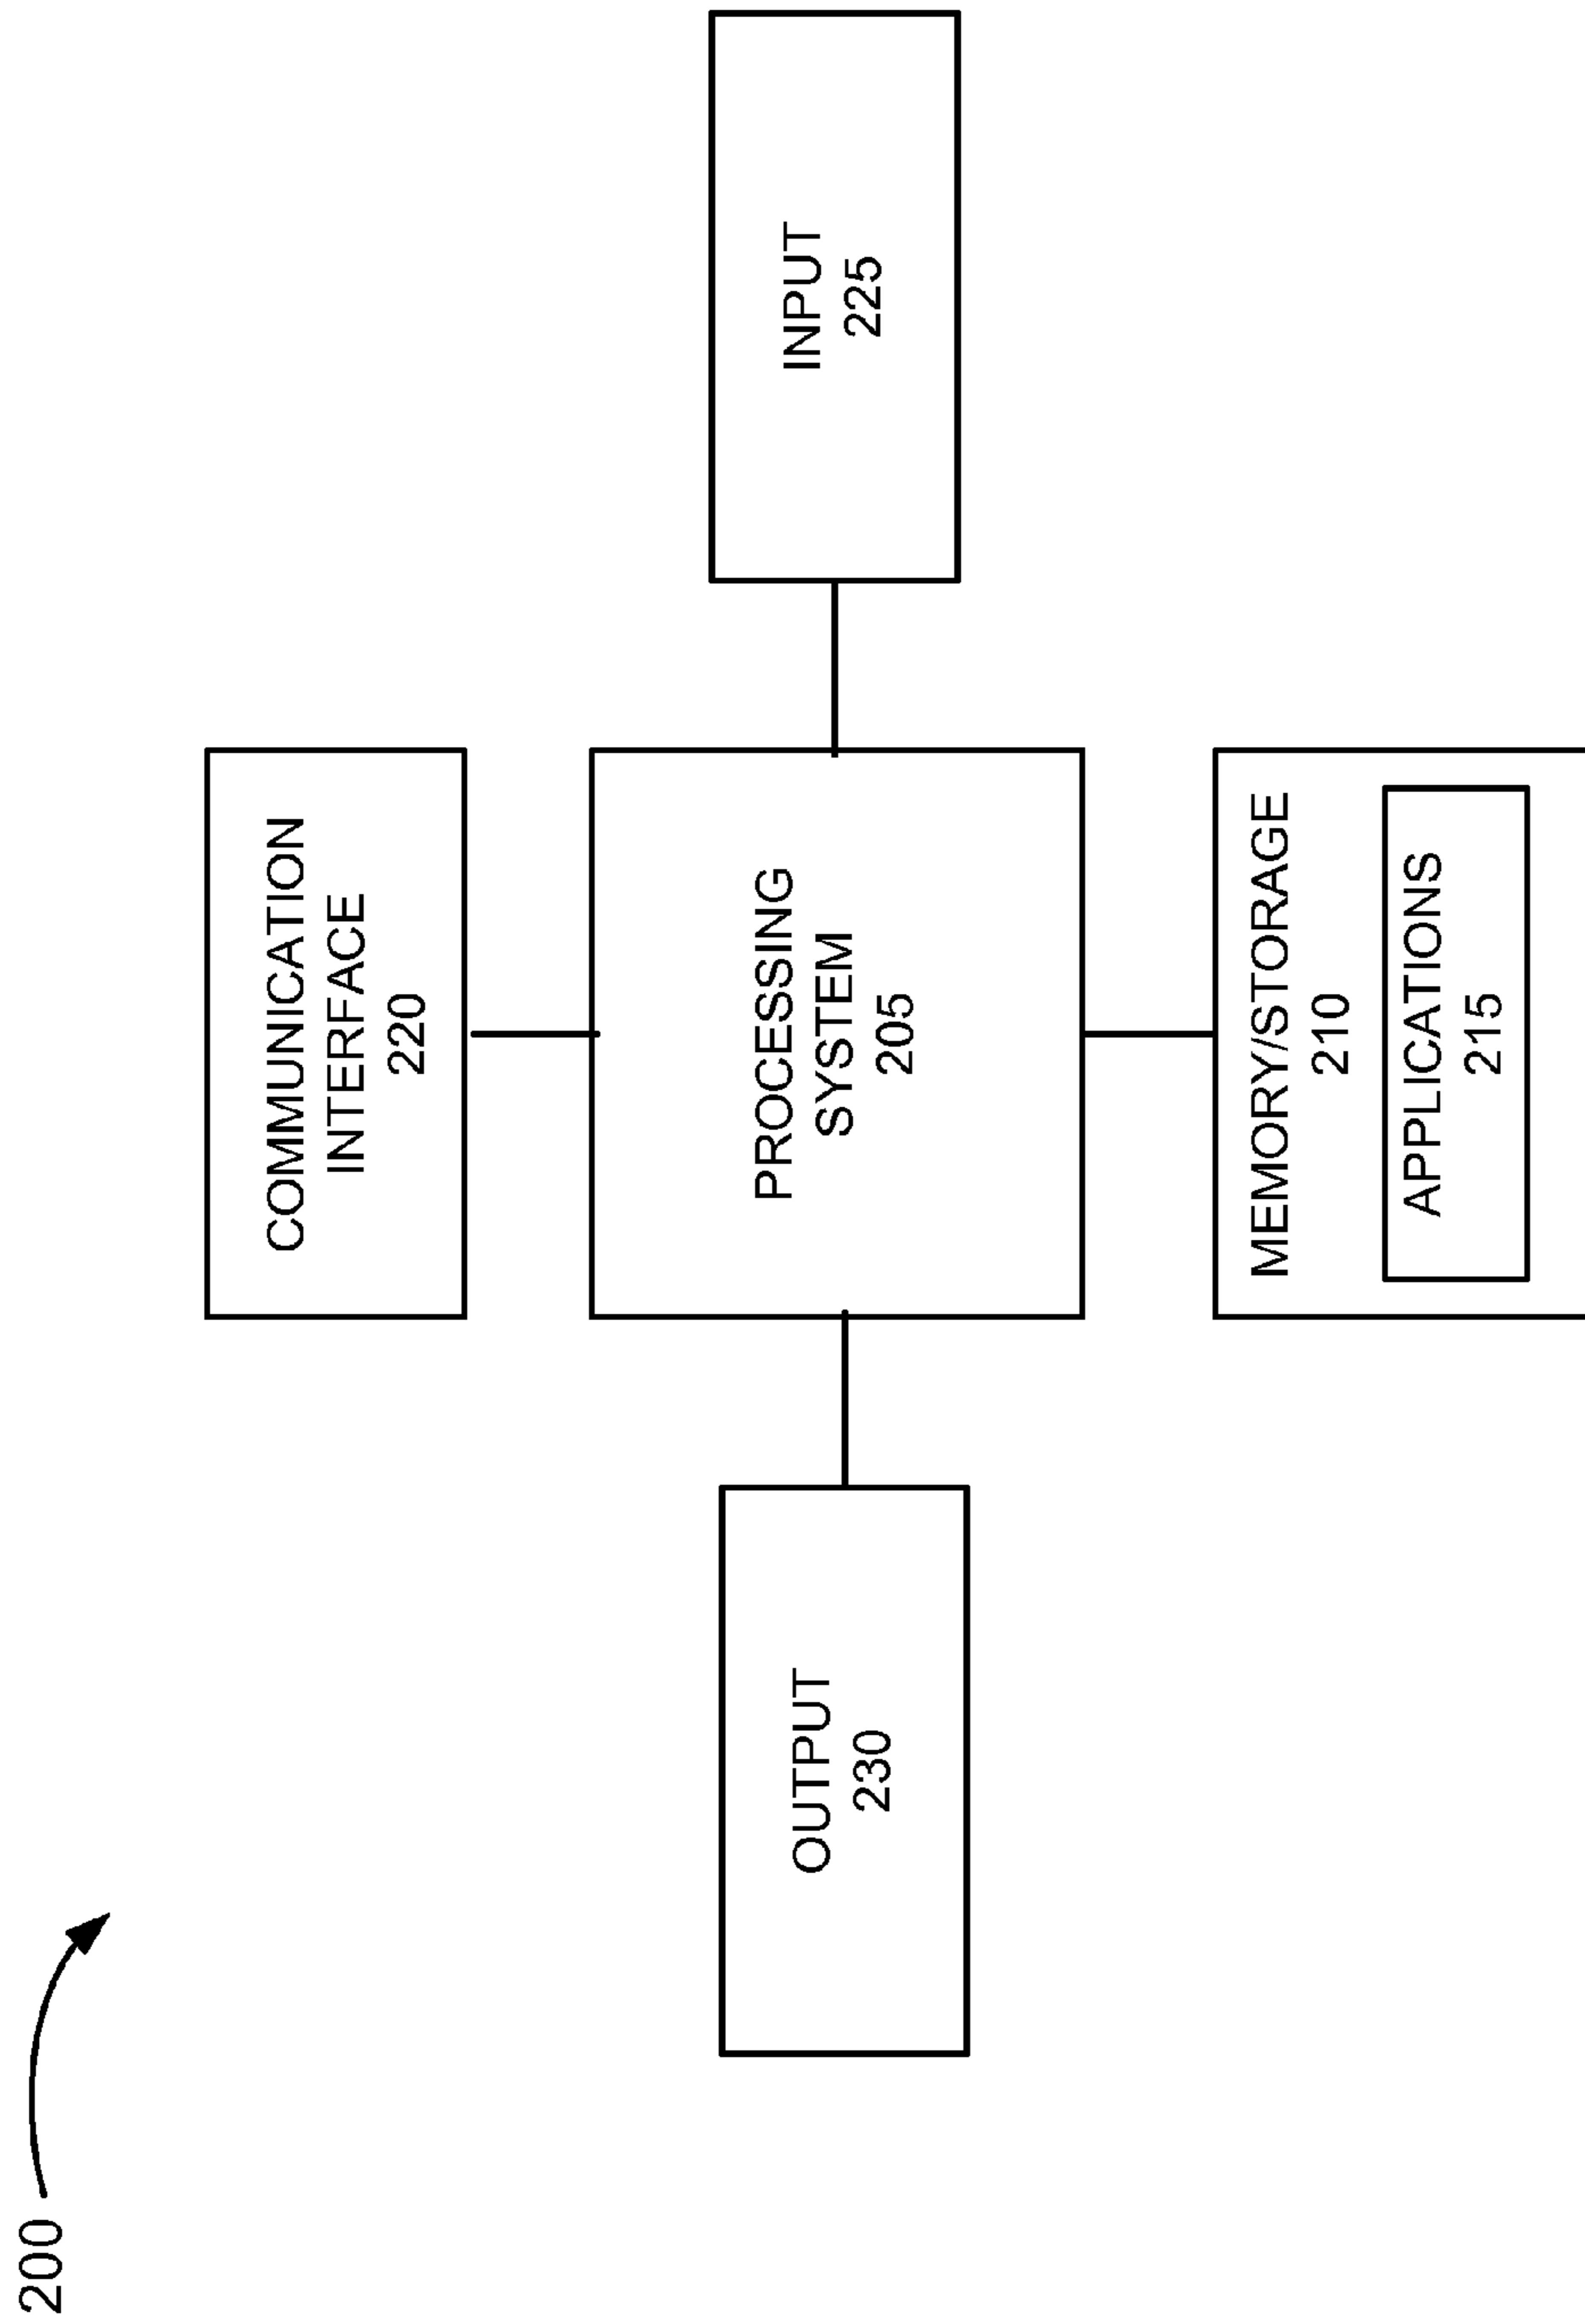 200
COMMUNICATION
INTERFACE
220
OUTPUT
230
PROCESSING
SYSTEM
205
INPUT
225
MEMORY/STORAGE
210
APPLICATIONS
215